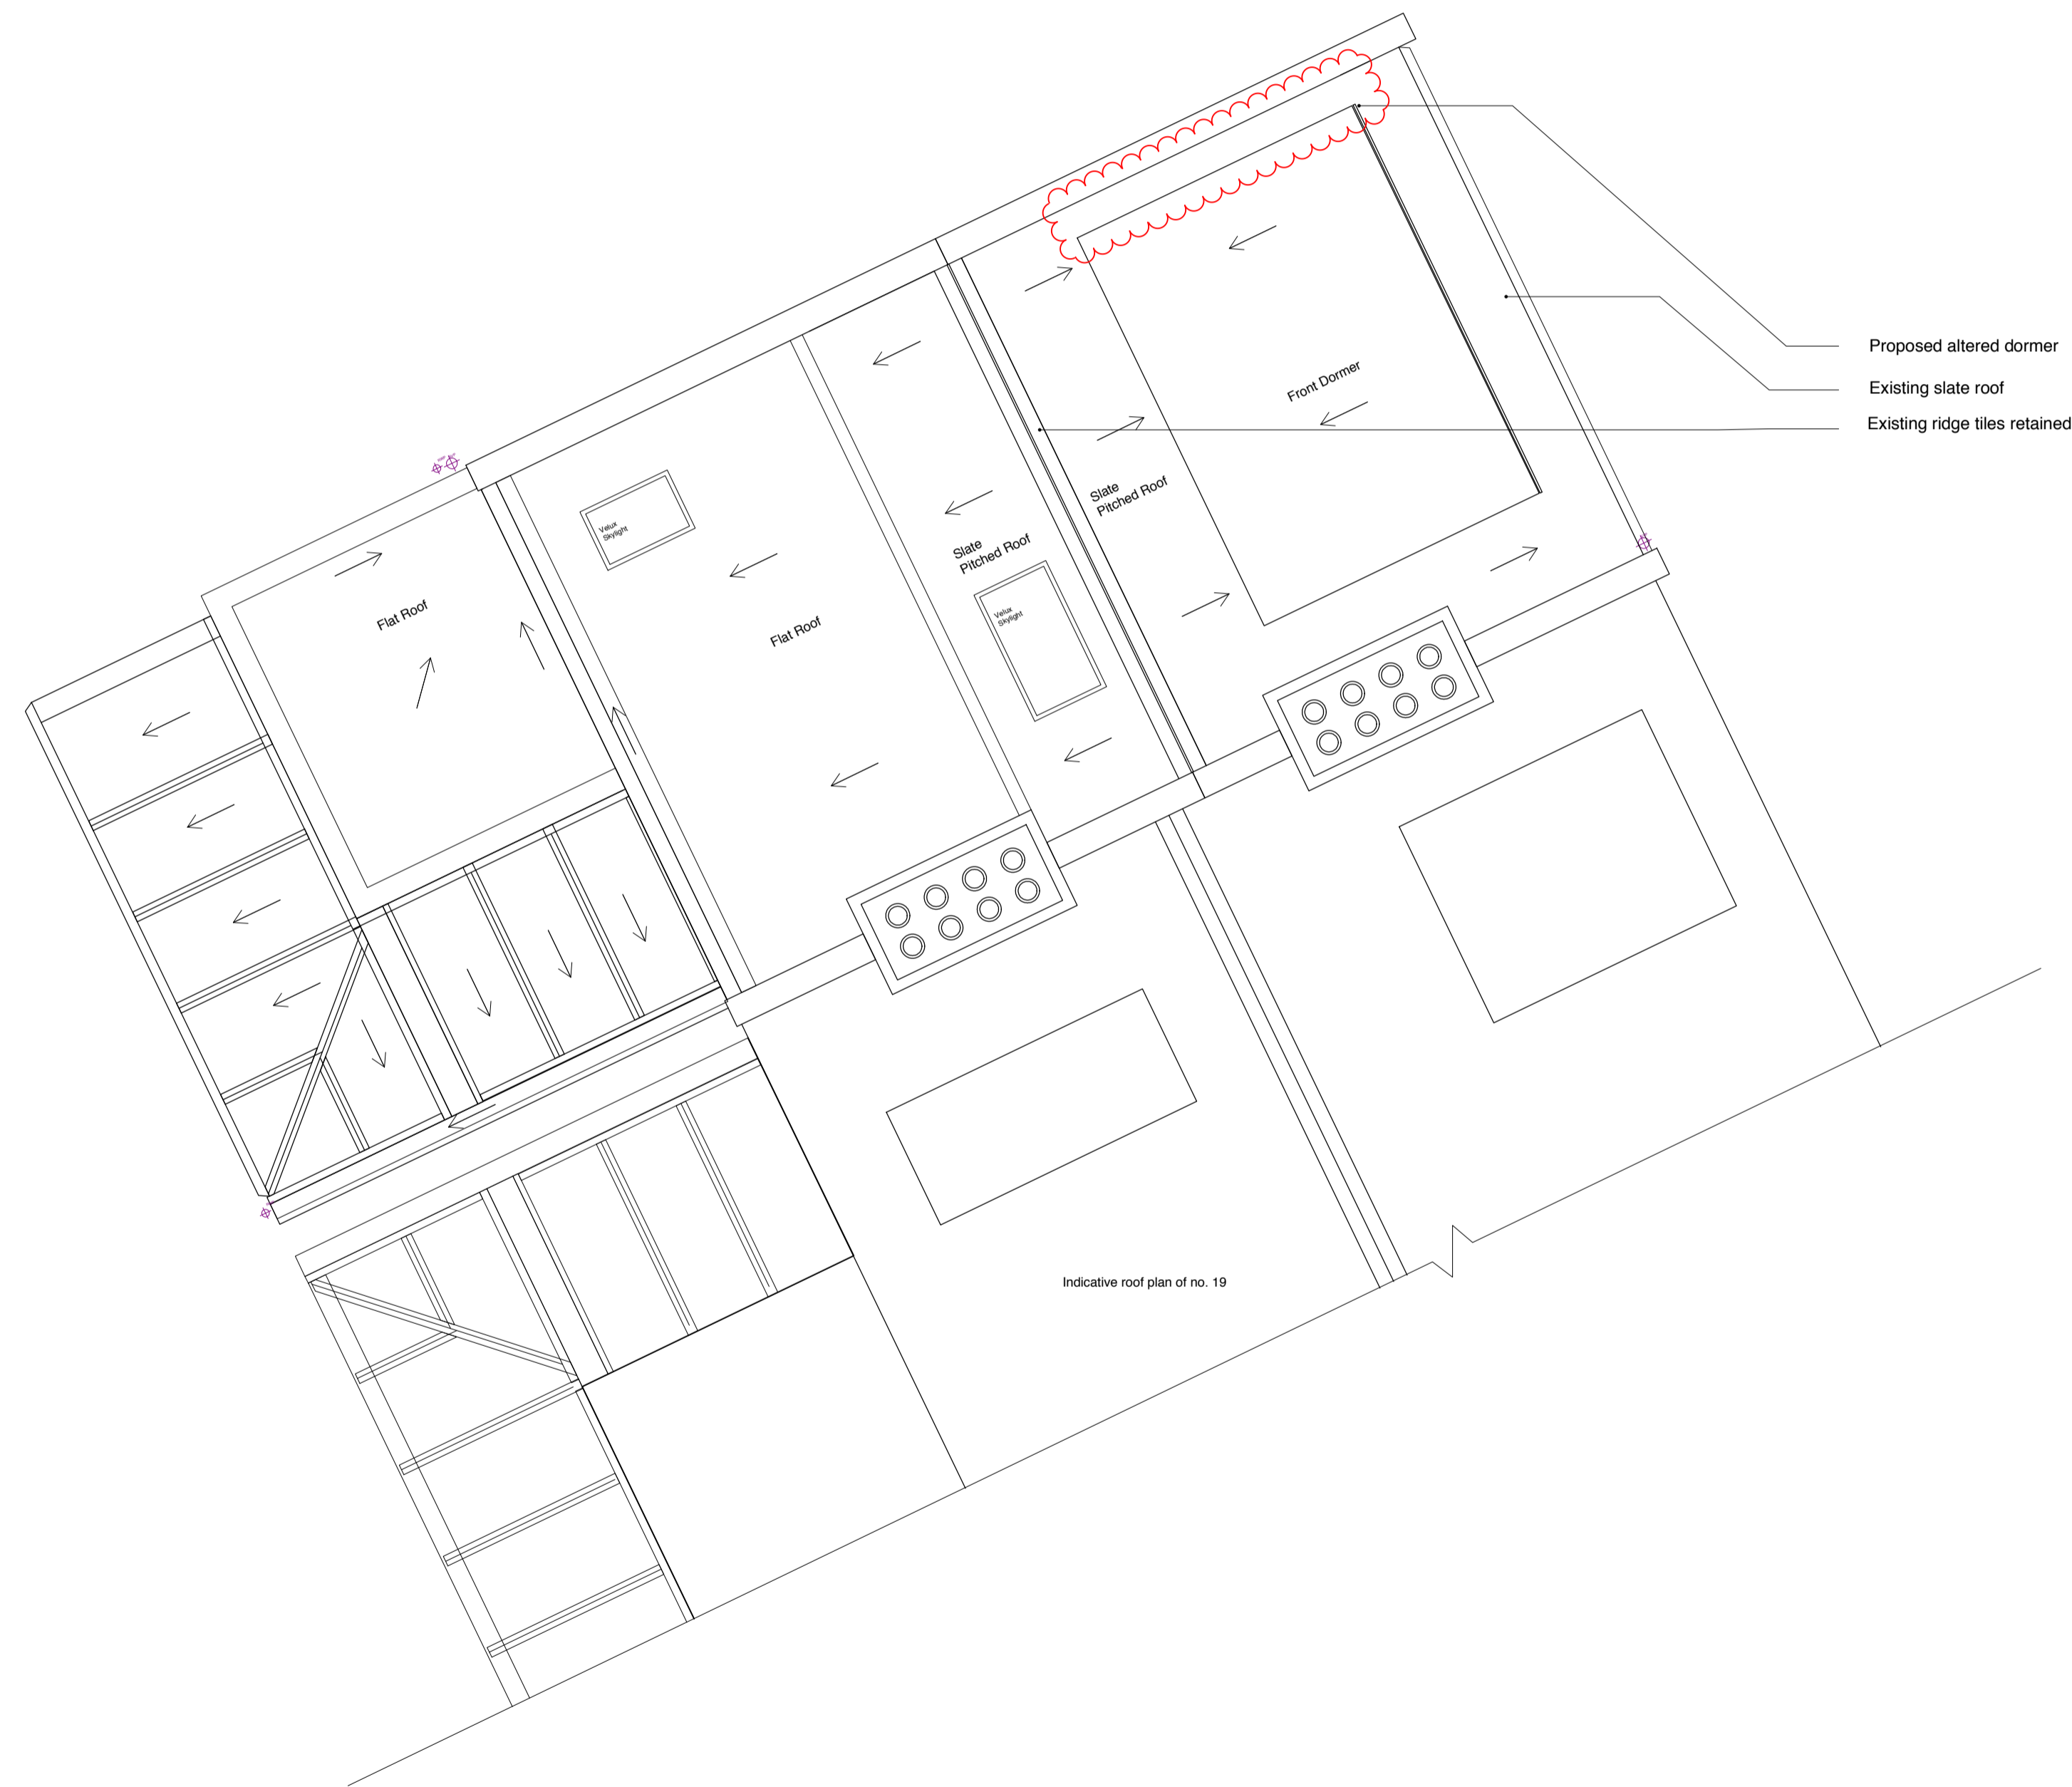 Proposed altered dormer
Existing slate roof
Existing ridge tiles retained
Front Dormer
Slate
Pitched Roof
Slate
Pitched Roof
Velux
Skylight
Velux
Skylight
Flat Roof
Flat Roof
Indicative roof plan of no. 19